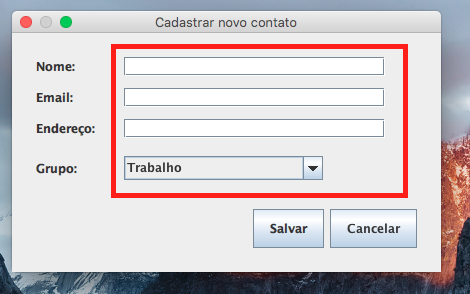 Cadastrar novo contato
Nome:
Email:
Endereço:
Grupo: Trabalho
Salvar Cancelar